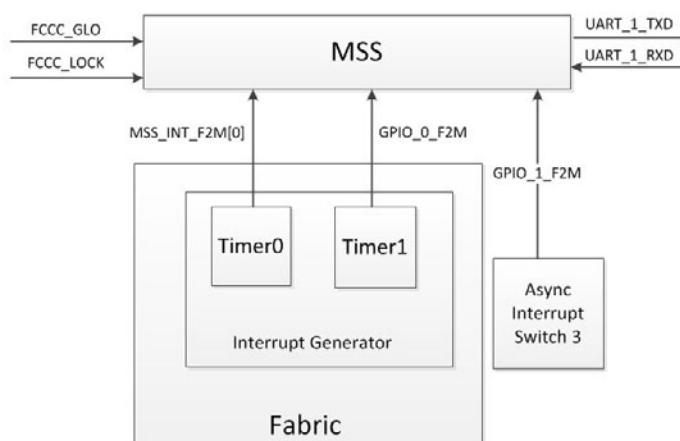 FCCC_GLO
FCCC_LOCK
MSS
UART_1_TXD
UART_1_RXD
MSS_INT_F2M[0]
GPIO_0_F2M
GPIO_1_F2M
Timer0
Timer1
Interrupt Generator
Async
Interrupt
Switch 3
Fabric